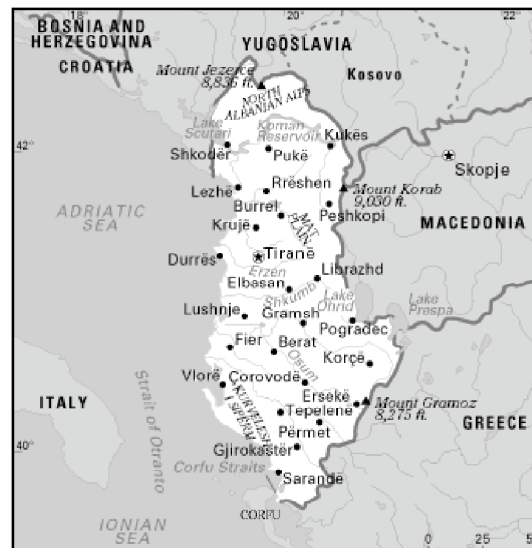 20°
22°
BOSNIA AND
HERZEGOVINA
YUGOSLAVIA
CROATIA
Mount Jezerce
8,836 ft.
Kosovo
NORTH
ALBANIAN ALPS
Lake
Scutari
Koman
Reservoir
Kukës
42°
Shkodër
Pukë
Skopje
Lezhë
Rrëshen
Mount Korab
9,030 ft.
Burrel
Peshkopi
ADRIATIC
SEA
MAT
PLAIN
Krujë
MACEDONIA
Tiranë
Durrës
Erzen
Librazhd
Elbasan
Shkumb
Lake
Ohrid
Lake
Prespa
Lushnje
Gramsh
Pogradec
Fier
Berat
Korçë
Osum
Vlorë
Çorovodë
Ersekë
Mount Gramoz
8,275 ft.
ITALY
Strait of Otranto
KURVELESH
Tepelenë
GREECE
Përmet
40°
Gjirokastër
Corfu Straits
Sarandë
CORFU
IONIAN
SEA
0 25